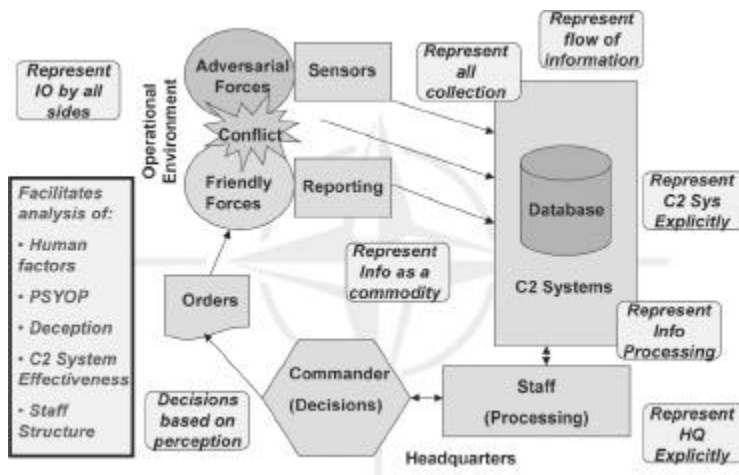 Represent
flow of
information
Represent
all
collection
Represent
IO by all
sides
Adversarial
Forces
Sensors
Operational
Environment
Conflict
Friendly
Forces
Reporting
Database
C2 Systems
Represent
C2 Sys
Explicitly
Facilitates
analysis of:
• Human
factors
• PSYOP
• Deception
• C2 System
Effectiveness
• Staff
Structure
Represent
Info as a
commodity
Orders
Represent
Info
Processing
Commander
(Decisions)
Staff
(Processing)
Decisions
based on
perception
Represent
HQ
Explicitly
Headquarters